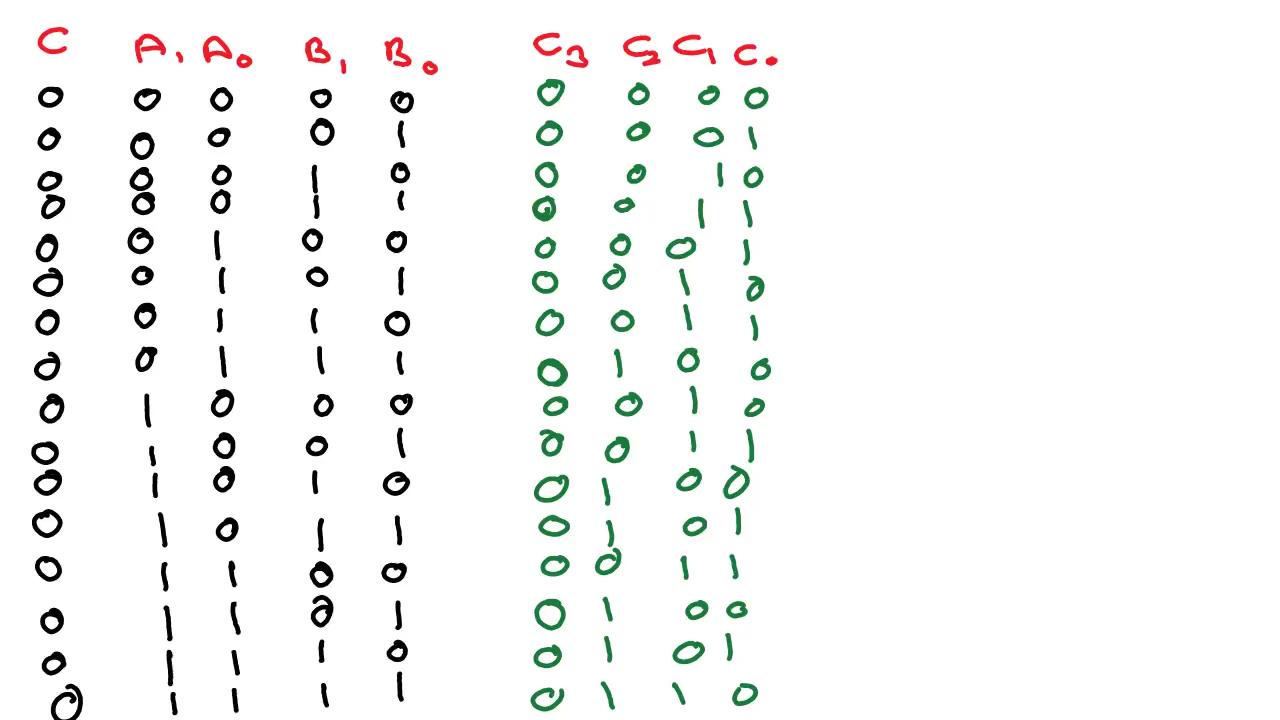 C A₁ A₀ B₁ B₀ C₃ C₂ C₁ C₀
0 0 0 0 0 0 0 0 0
0 0 0 0 1 0 0 0 1
0 0 0 1 0 0 0 1 0
0 0 0 1 1 0 0 1 1
0 0 1 0 0 0 0 0 1
0 0 1 0 1 0 0 1 0
0 0 1 1 0 0 0 1 1
0 0 1 1 1 0 1 0 0
0 1 0 0 0 0 0 1 0
0 1 0 0 1 0 0 1 1
0 1 0 1 0 0 1 0 0
0 1 0 1 1 0 1 0 1
0 1 1 0 0 0 0 1 1
0 1 1 0 1 0 1 0 0
0 1 1 1 0 0 1 0 1
0 1 1 1 1 0 1 1 0